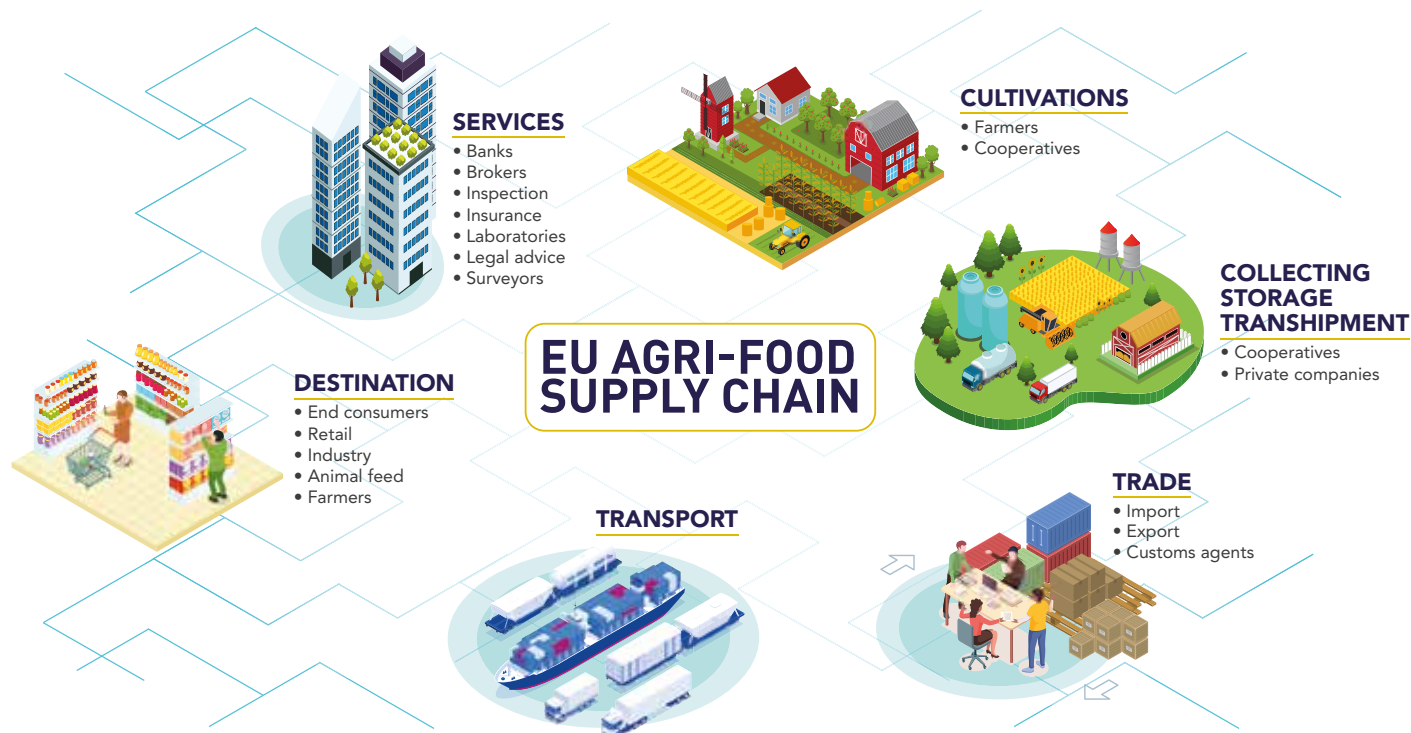 SERVICES
• Banks
• Brokers
• Inspection
• Insurance
• Laboratories
• Legal advice
• Surveyors
CULTIVATIONS
• Farmers
• Cooperatives
COLLECTING
STORAGE
TRANSHIPMENT
• Cooperatives
• Private companies
EU AGRI-FOOD
SUPPLY CHAIN
DESTINATION
• End consumers
• Retail
• Industry
• Animal feed
• Farmers
TRANSPORT
TRADE
• Import
• Export
• Customs agents